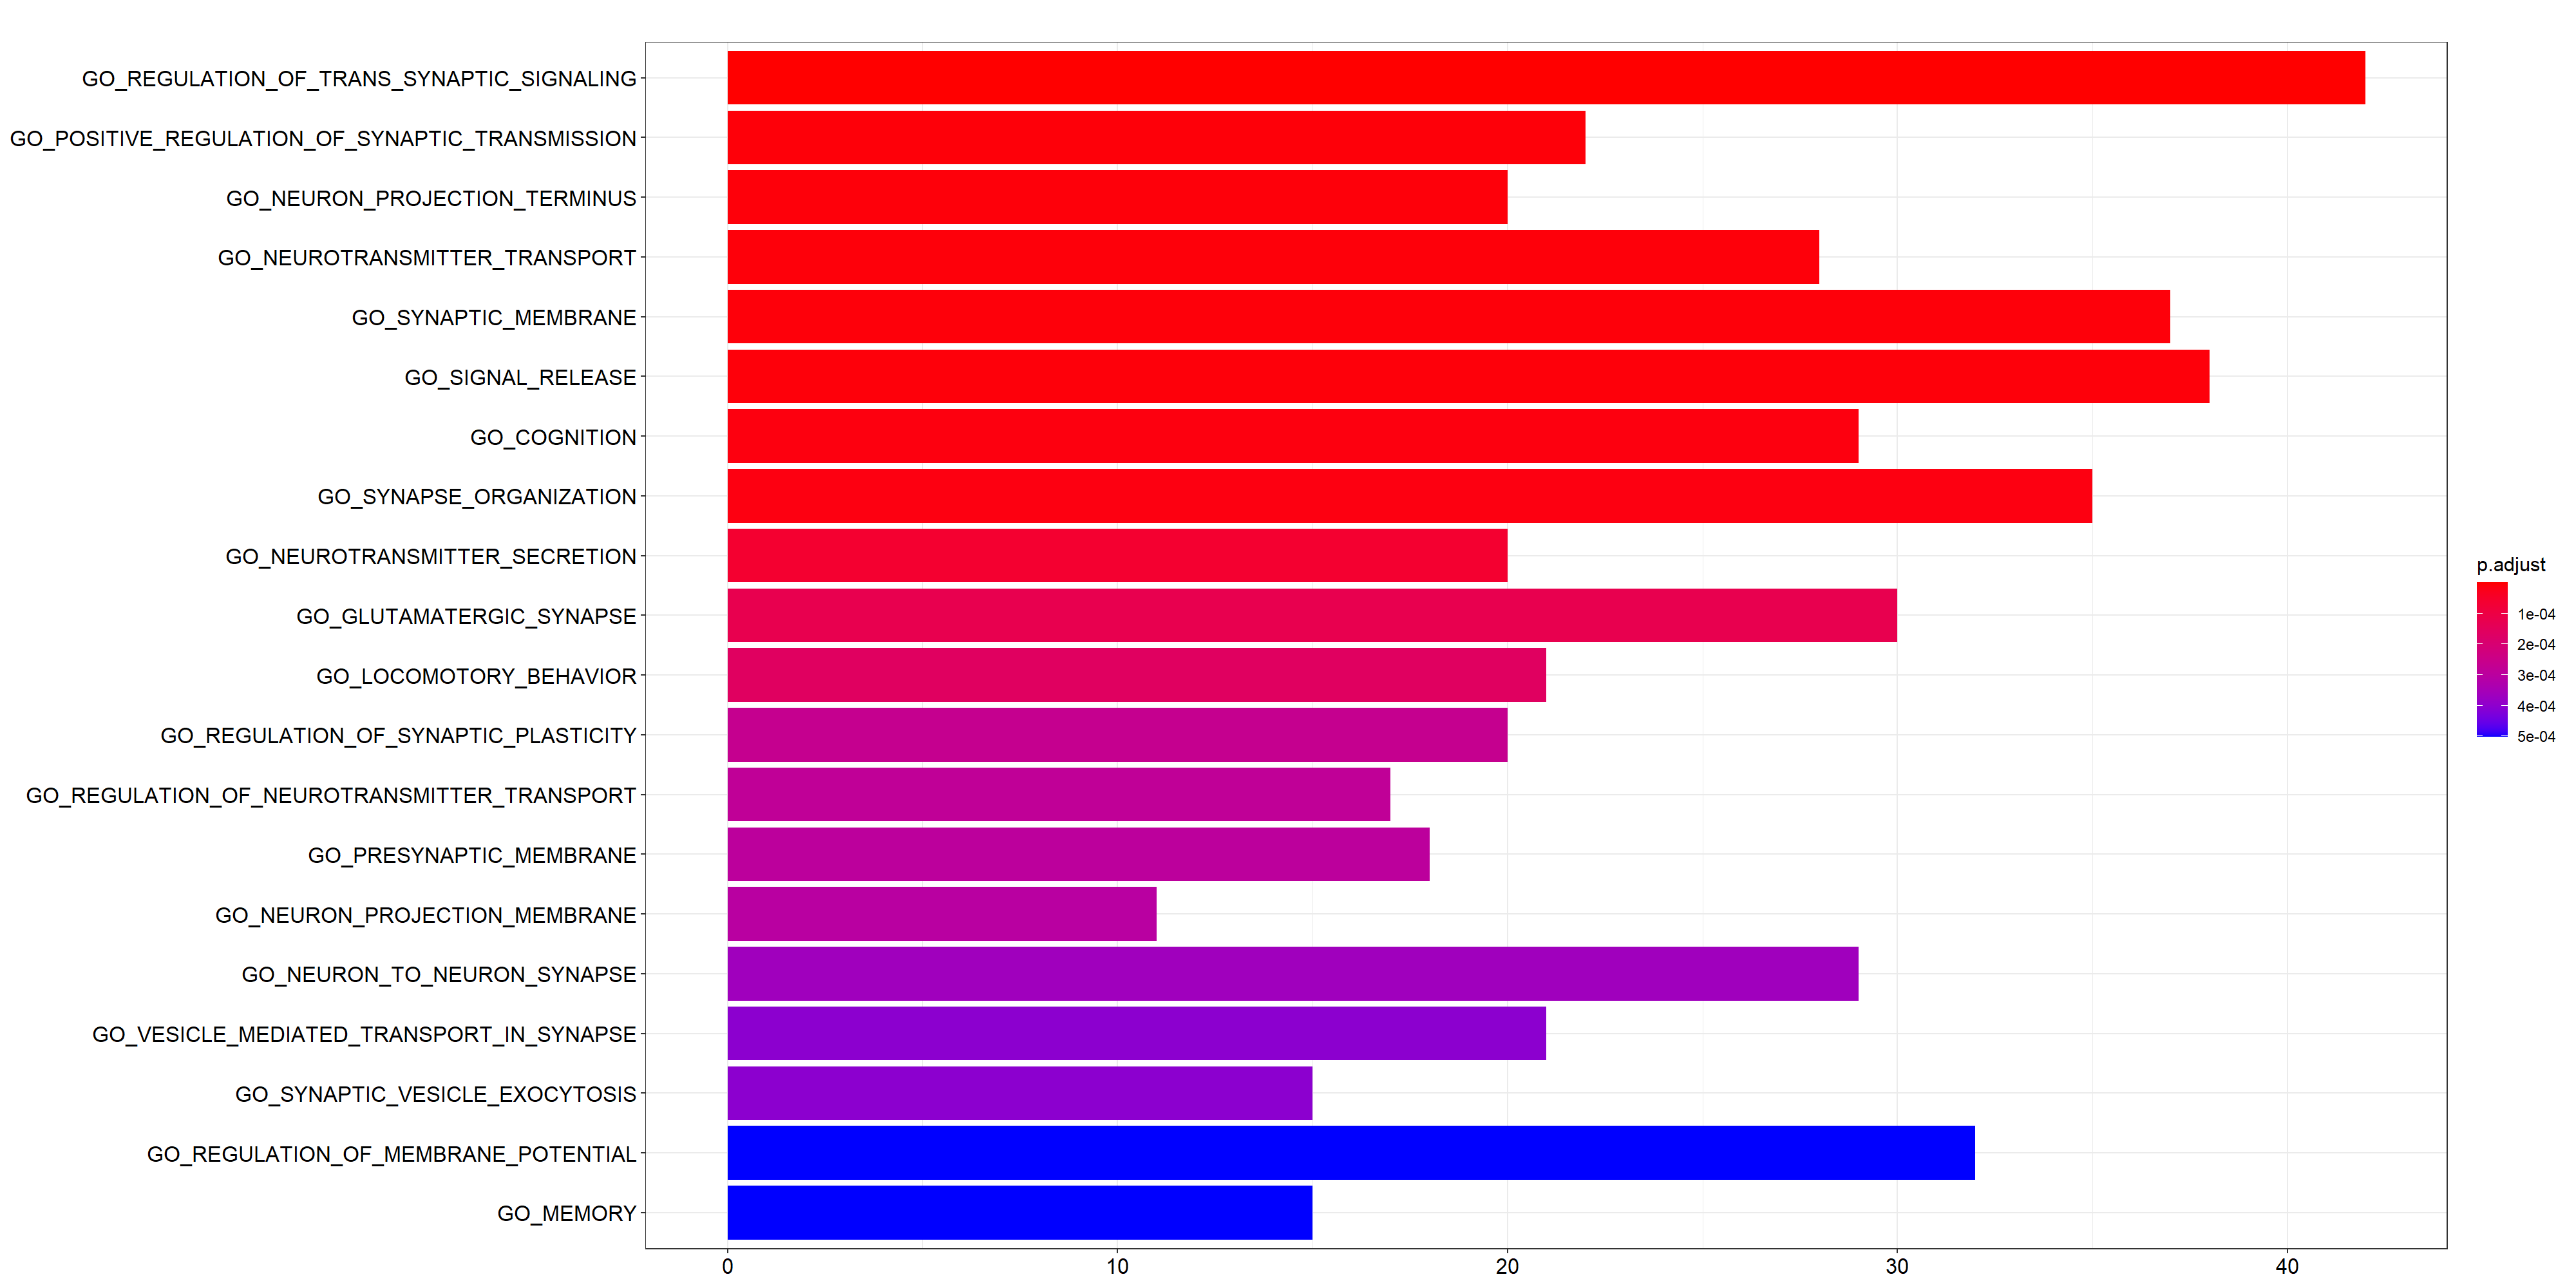 GO_REGULATION_OF_TRANS_SYNAPTIC_SIGNALING
GO_POSITIVE_REGULATION_OF_SYNAPTIC_TRANSMISSION
GO_NEURON_PROJECTION_TERMINUS
GO_NEUROTRANSMITTER_TRANSPORT
GO_SYNAPTIC_MEMBRANE
GO_SIGNAL_RELEASE
GO_COGNITION
GO_SYNAPSE_ORGANIZATION
GO_NEUROTRANSMITTER_SECRETION
GO_GLUTAMATERGIC_SYNAPSE
GO_LOCOMOTORY_BEHAVIOR
GO_REGULATION_OF_SYNAPTIC_PLASTICITY
GO_REGULATION_OF_NEUROTRANSMITTER_TRANSPORT
GO_PRESYNAPTIC_MEMBRANE
GO_NEURON_PROJECTION_MEMBRANE
GO_NEURON_TO_NEURON_SYNAPSE
GO_VESICLE_MEDIATED_TRANSPORT_IN_SYNAPSE
GO_SYNAPTIC_VESICLE_EXOCYTOSIS
GO_REGULATION_OF_MEMBRANE_POTENTIAL
GO_MEMORY
0 10 20 30 40
p.adjust
1e-04
2e-04
3e-04
4e-04
5e-04